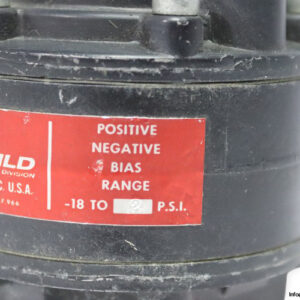 ILD
DIVISION
C. U.S.A.
POSITIVE
NEGATIVE
BIAS
RANGE
-18 TO 2 P.S.I.